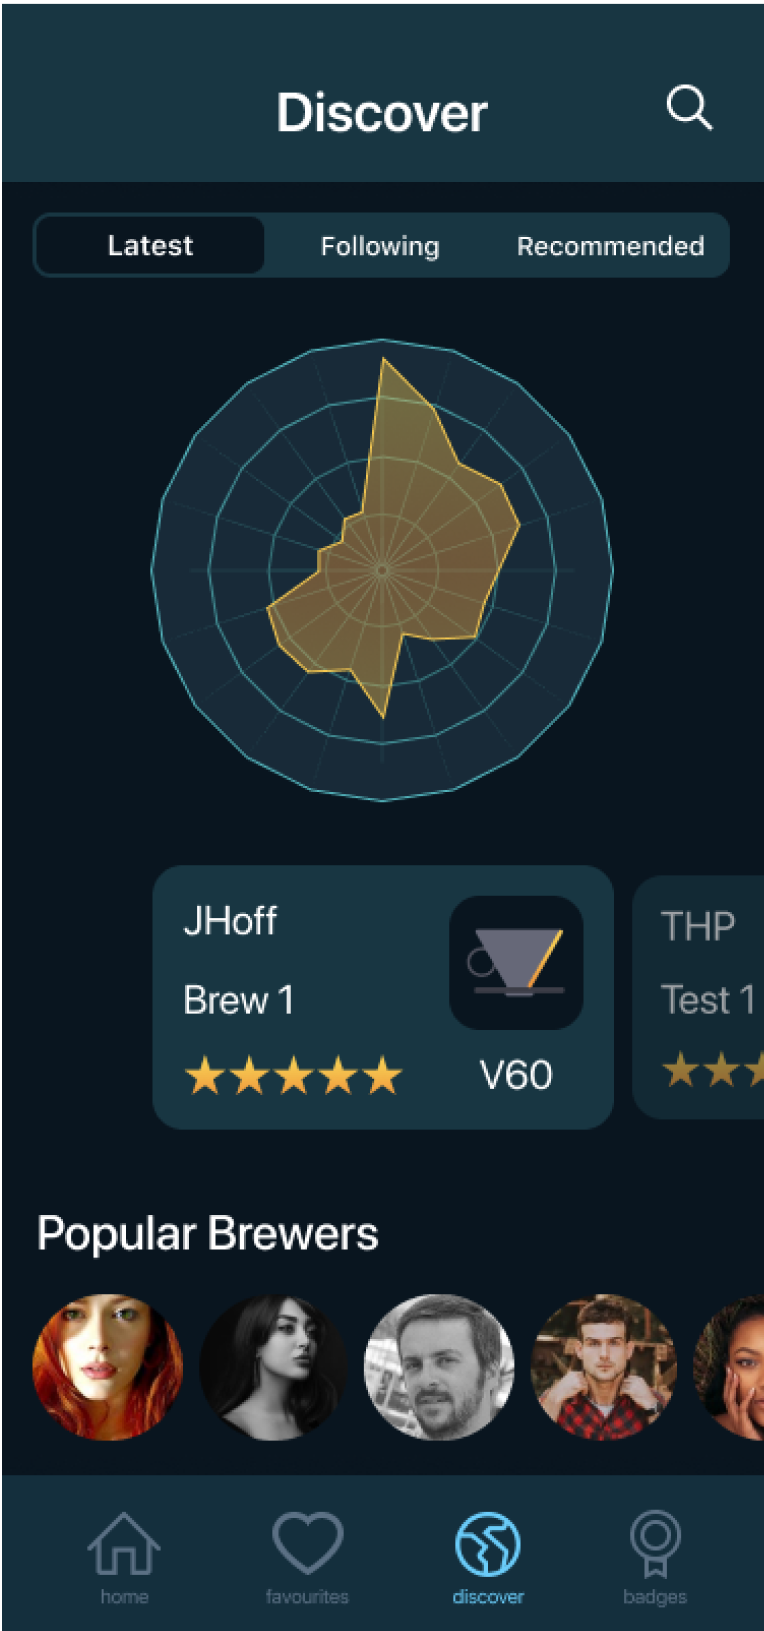 Discover
Latest Following Recommended
JHoff
THP
Brew 1
Test 1
V60
Popular Brewers
home favourites discover badges